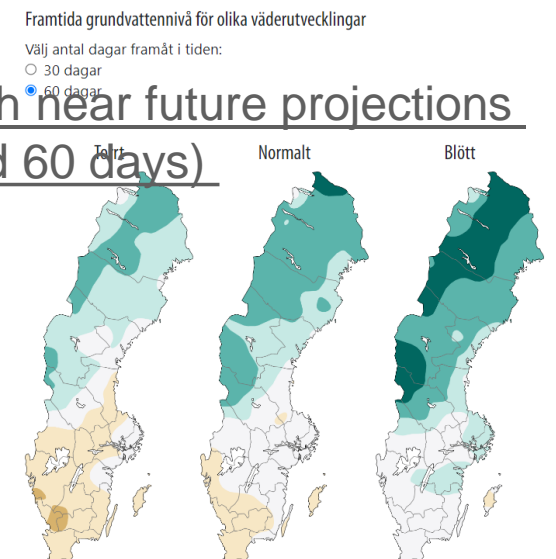 Framtida grundvattennivå för olika väderutvecklingar
Välj antal dagar framåt i tiden:
30 dagar
60 dagar
near future projections
60 days)
Torrt
Normalt
Blött